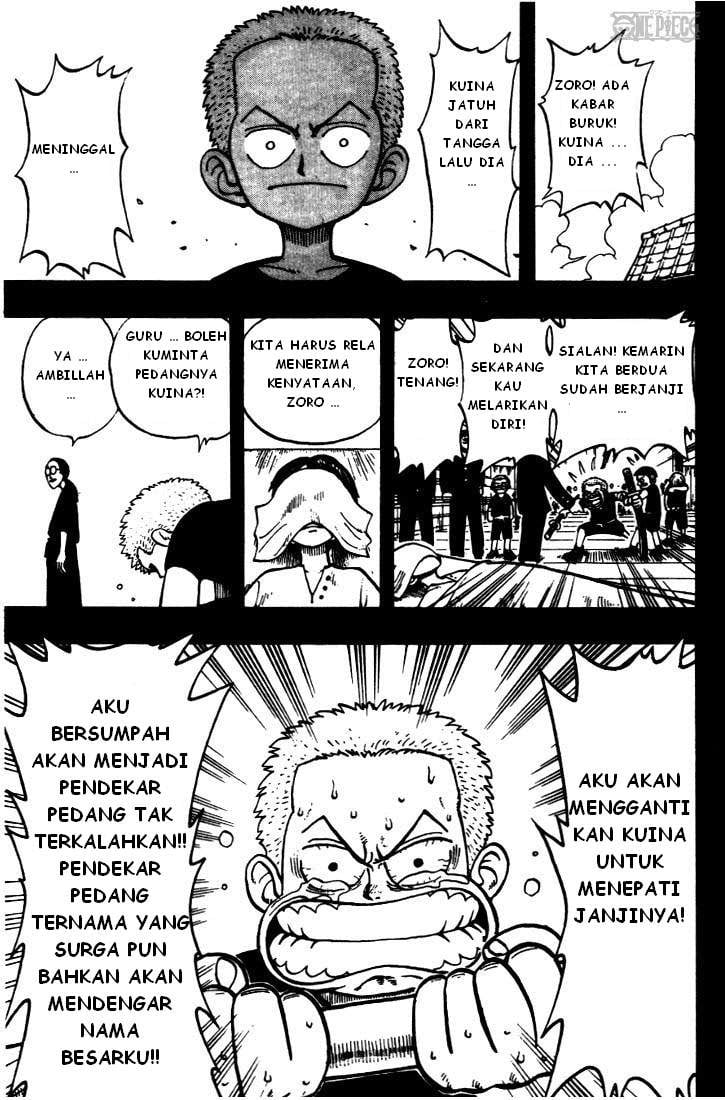 ONE PIECE
ZORO! ADA
KABAR
BURUK!
KUINA ...
DIA ...
KUINA
JATUH
DARI
TANGGA
LALU DIA
...
MENINGGAL
...
SIALAN! KEMARIN
KITA BERDUA
SUDAH BERJANJI
...
DAN
SEKARANG
KAU
MELARIKAN
DIRI!
ZORO!
TENANG!
KITA HARUS RELA
MENERIMA
KENYATAAN,
ZORO ...
GURU ... BOLEH
KUMINTA
PEDANGNYA
KUINA?!
YA ...
AMBILLAH
...
AKU AKAN
MENGGANTI
KAN KUINA
UNTUK
MENEPATI
JANJINYA!
AKU
BERSUMPAH
AKAN MENJADI
PENDEKAR
PEDANG TAK
TERKALAHKAN!!
PENDEKAR
PEDANG
TERNAMA YANG
SURGA PUN
BAHKAN AKAN
MENDENGAR
NAMA
BESARKU!!